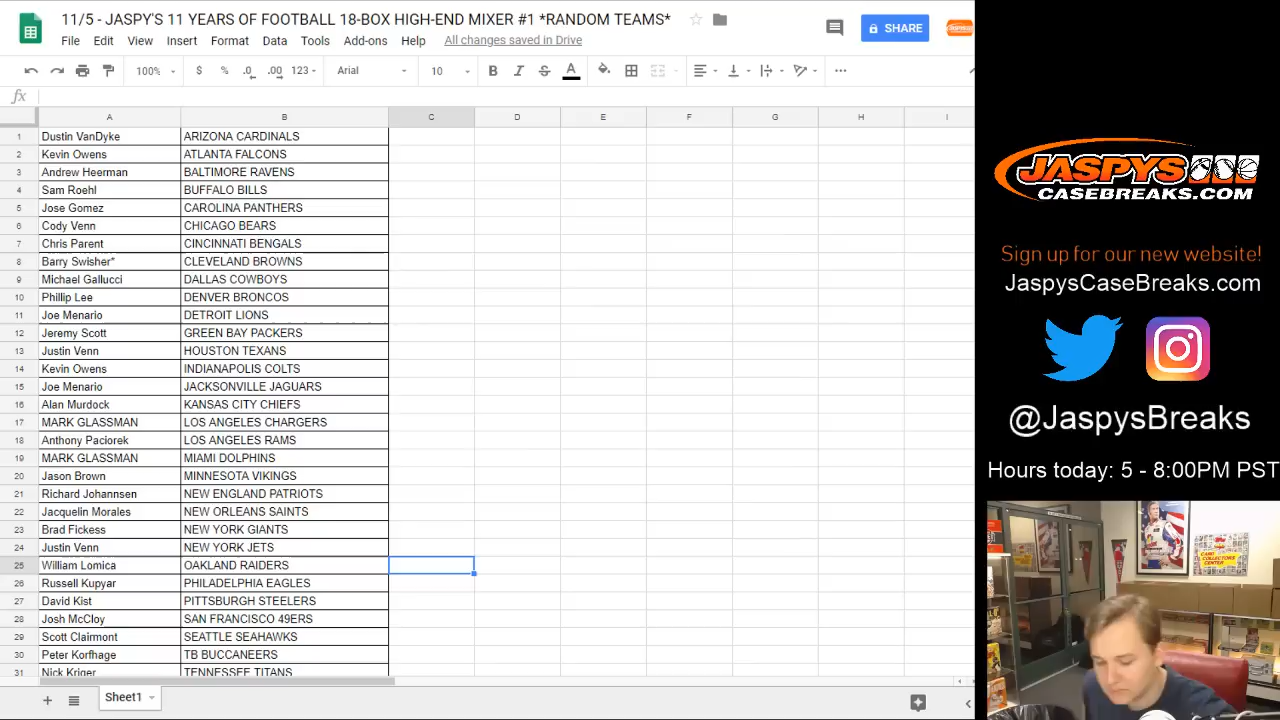 11/5 - JASPY'S 11 YEARS OF FOOTBALL 18-BOX HIGH-END MIXER #1 *RANDOM TEAMS*
File Edit View Insert Format Data Tools Add-ons Help All changes saved in Drive
SHARE
100% $ % .0 .00 123 Arial 10 B I S A
fx
A B C D E F G H I
1 Dustin VanDyke ARIZONA CARDINALS
2 Kevin Owens ATLANTA FALCONS
3 Andrew Heerman BALTIMORE RAVENS
4 Sam Roehl BUFFALO BILLS
5 Jose Gomez CAROLINA PANTHERS
6 Cody Venn CHICAGO BEARS
7 Chris Parent CINCINNATI BENGALS
8 Barry Swisher* CLEVELAND BROWNS
9 Michael Gallucci DALLAS COWBOYS
10 Phillip Lee DENVER BRONCOS
11 Joe Menario DETROIT LIONS
12 Jeremy Scott GREEN BAY PACKERS
13 Justin Venn HOUSTON TEXANS
14 Kevin Owens INDIANAPOLIS COLTS
15 Joe Menario JACKSONVILLE JAGUARS
16 Alan Murdock KANSAS CITY CHIEFS
17 MARK GLASSMAN LOS ANGELES CHARGERS
18 Anthony Paciorek LOS ANGELES RAMS
19 MARK GLASSMAN MIAMI DOLPHINS
20 Jason Brown MINNESOTA VIKINGS
21 Richard Johannsen NEW ENGLAND PATRIOTS
22 Jacquelin Morales NEW ORLEANS SAINTS
23 Brad Fickess NEW YORK GIANTS
24 Justin Venn NEW YORK JETS
25 William Lomica OAKLAND RAIDERS
26 Russell Kupyar PHILADELPHIA EAGLES
27 David Kist PITTSBURGH STEELERS
28 Josh McCloy SAN FRANCISCO 49ERS
29 Scott Clairmont SEATTLE SEAHAWKS
30 Peter Korfhage TB BUCCANEERS
31 Nick Kriger TENNESSEE TITANS
Sheet1
JASPYS
CASEBREAKS.COM
Sign up for our new website!
JaspysCaseBreaks.com
@JaspysBreaks
Hours today: 5 - 8:00PM PST
CARD
COLLECTORS
CENTER